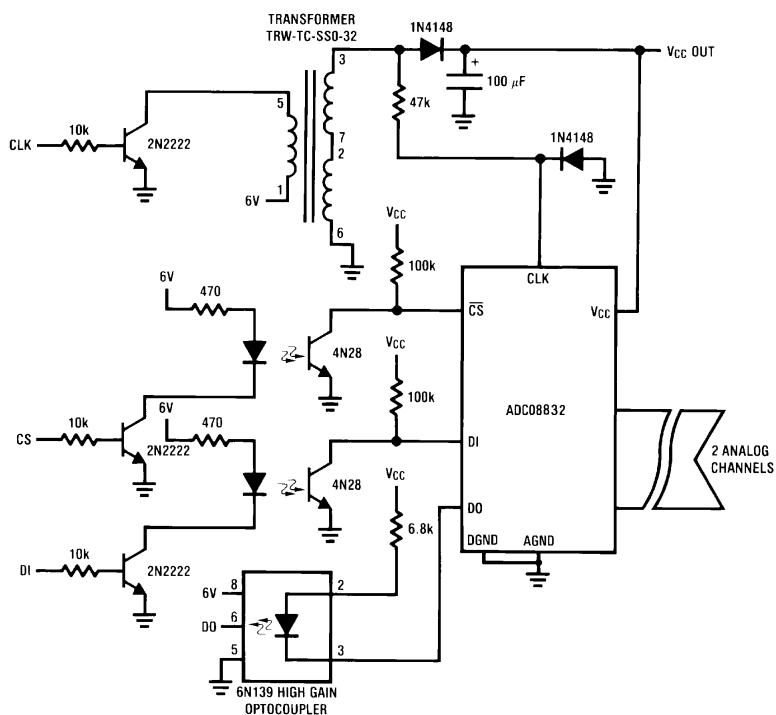 TRANSFORMER
TRW-TC-SS0-32
1N4148
3
VCC OUT
+
100 μF
5
47k
10k
CLK
2N2222
7
2
1N4148
1
6V
6
VCC
100k
CLK
6V
470
CS
VCC
4N28
VCC
100k
ADC08832
10k
6V
470
CS
2N2222
DI
2 ANALOG
CHANNELS
4N28
VCC
DO
6.8k
10k
DGND
AGND
DI
2N2222
6V
8
2
DO
6
5
3
6N139 HIGH GAIN
OPTOCOUPLER